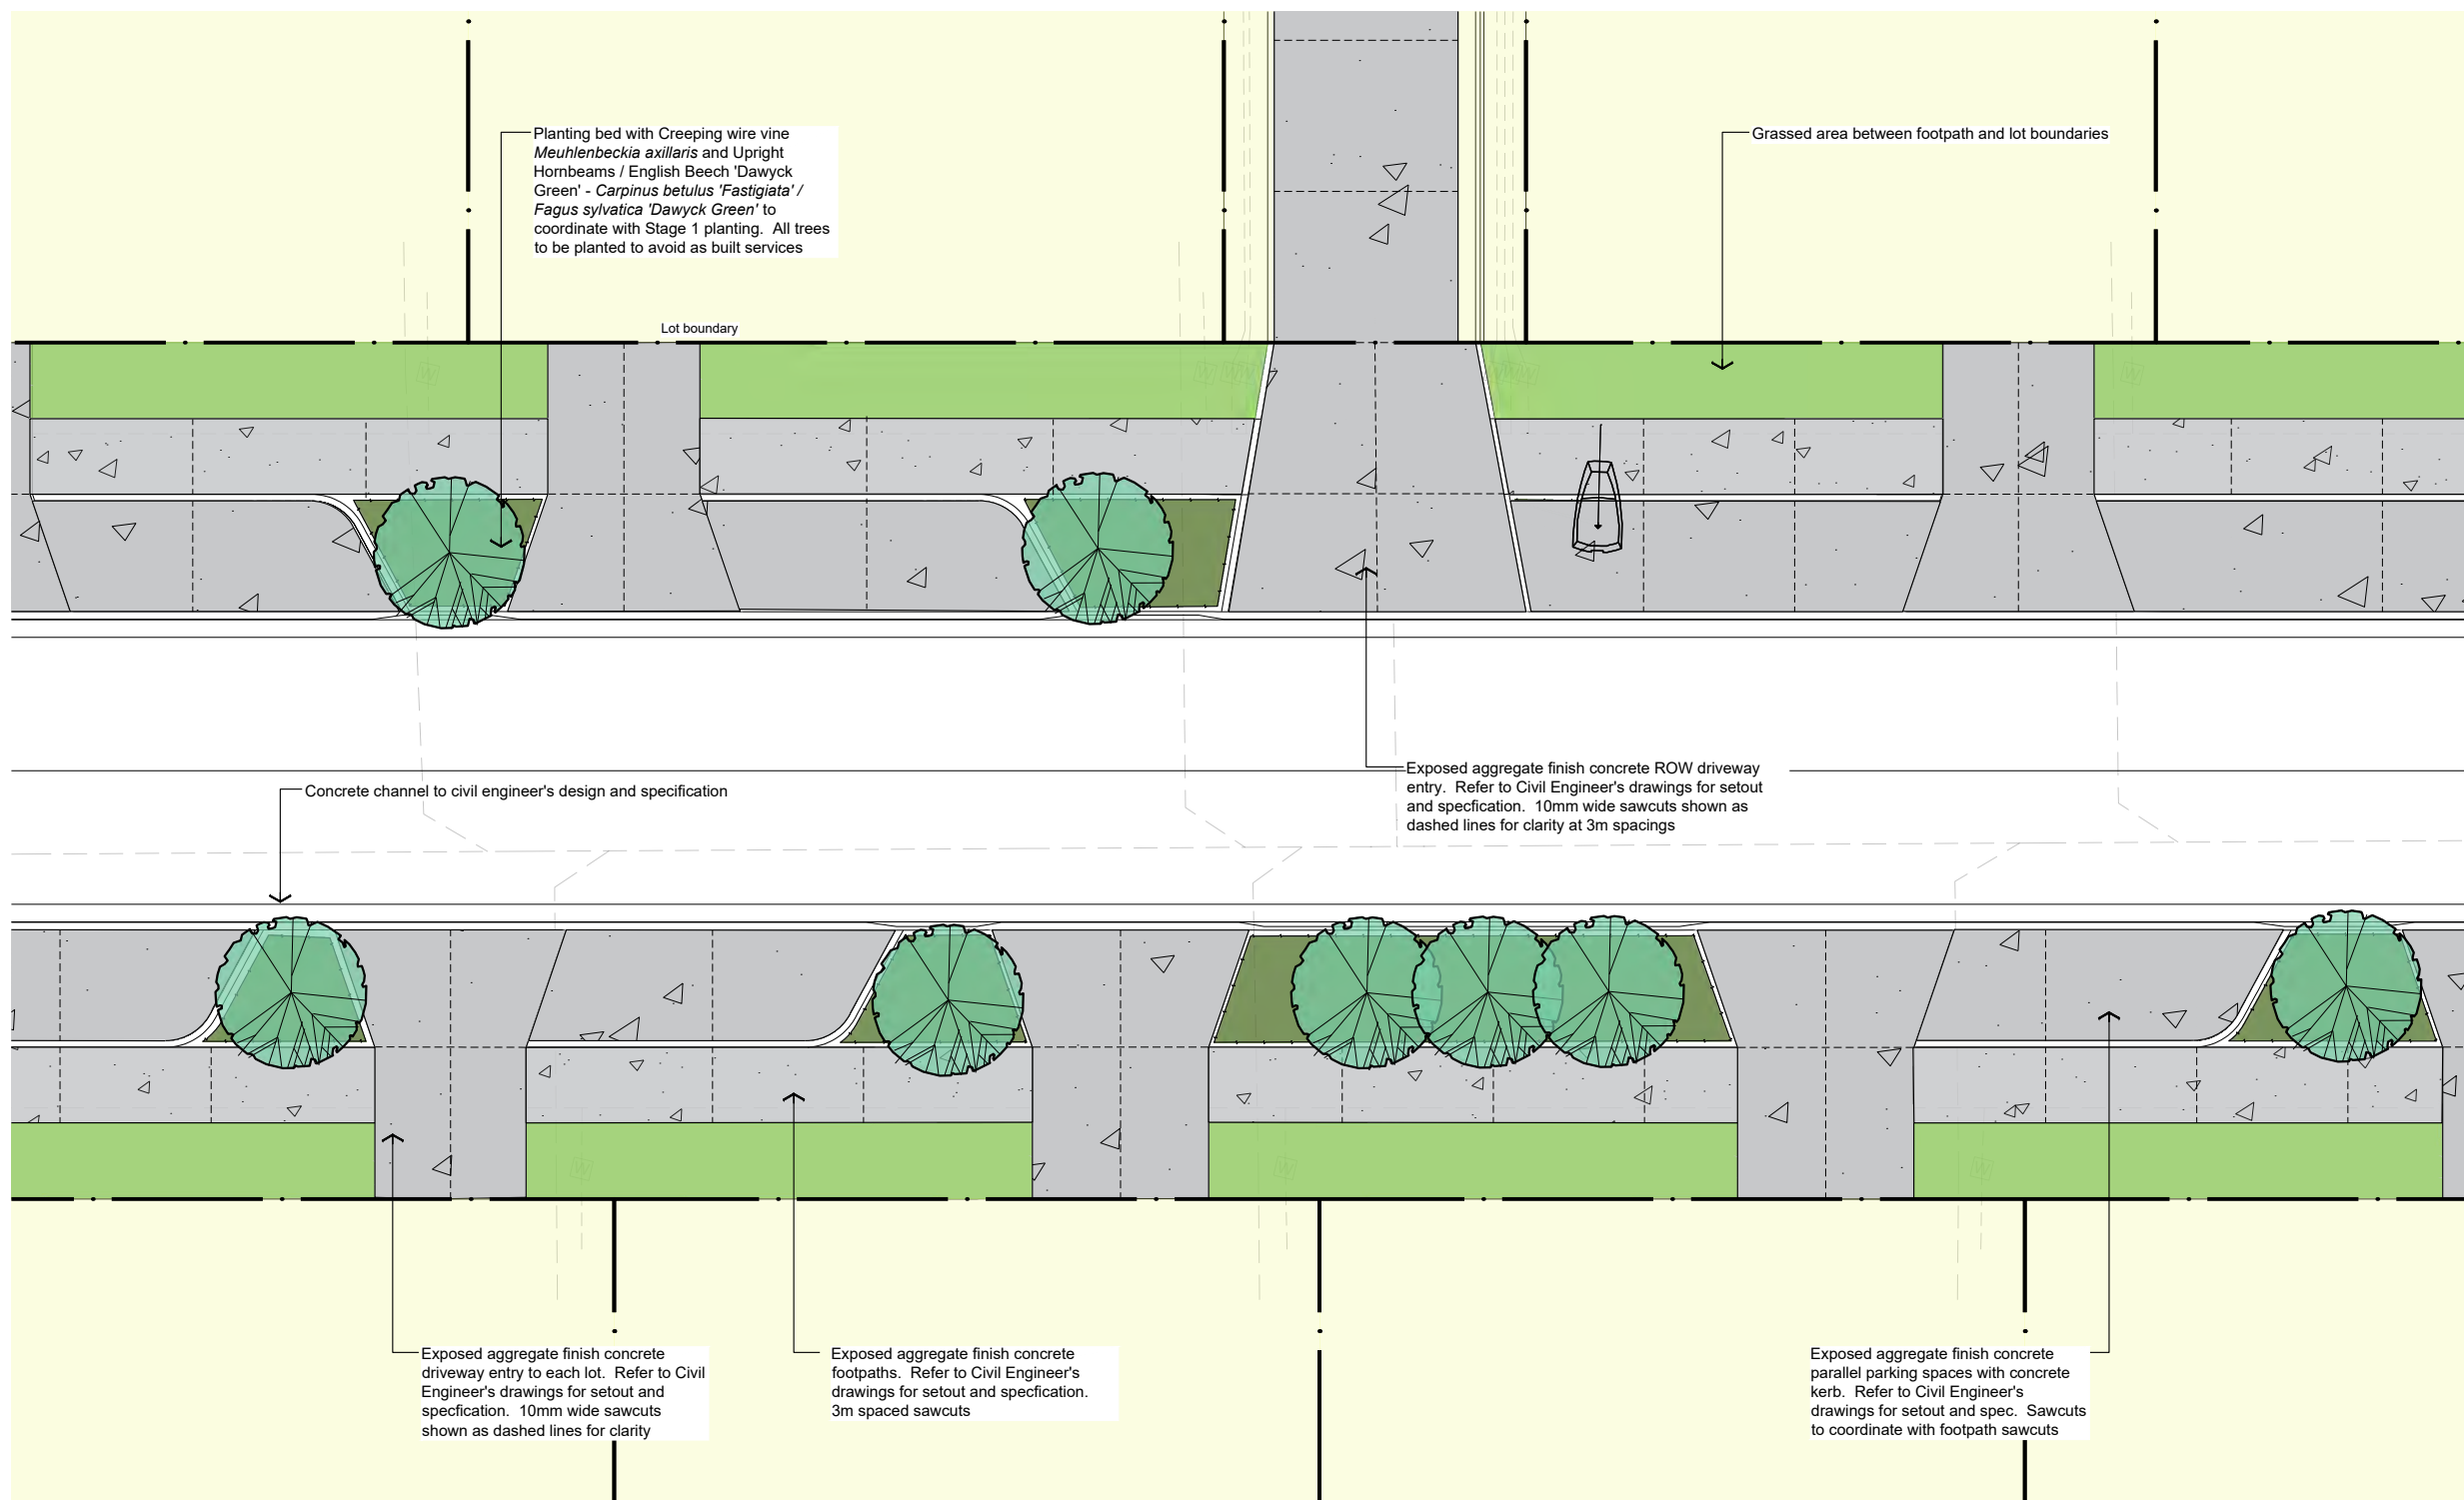 Planting bed with Creeping wire vine
Meuhlenbeckia axillaris and Upright
Hornbeams / English Beech 'Dawyck
Green' - Carpinus betulus 'Fastigiata' /
Fagus sylvatica 'Dawyck Green' to
coordinate with Stage 1 planting. All trees
to be planted to avoid as built services
Grassed area between footpath and lot boundaries
Lot boundary
W
W
W
W
Exposed aggregate finish concrete ROW driveway
entry. Refer to Civil Engineer's drawings for setout
and specfication. 10mm wide sawcuts shown as
dashed lines for clarity at 3m spacings
Concrete channel to civil engineer's design and specification
W
W
W
Exposed aggregate finish concrete
driveway entry to each lot. Refer to Civil
Engineer's drawings for setout and
specfication. 10mm wide sawcuts
shown as dashed lines for clarity
Exposed aggregate finish concrete
footpaths. Refer to Civil Engineer's
drawings for setout and specfication.
3m spaced sawcuts
Exposed aggregate finish concrete
parallel parking spaces with concrete
kerb. Refer to Civil Engineer's
drawings for setout and spec. Sawcuts
to coordinate with footpath sawcuts